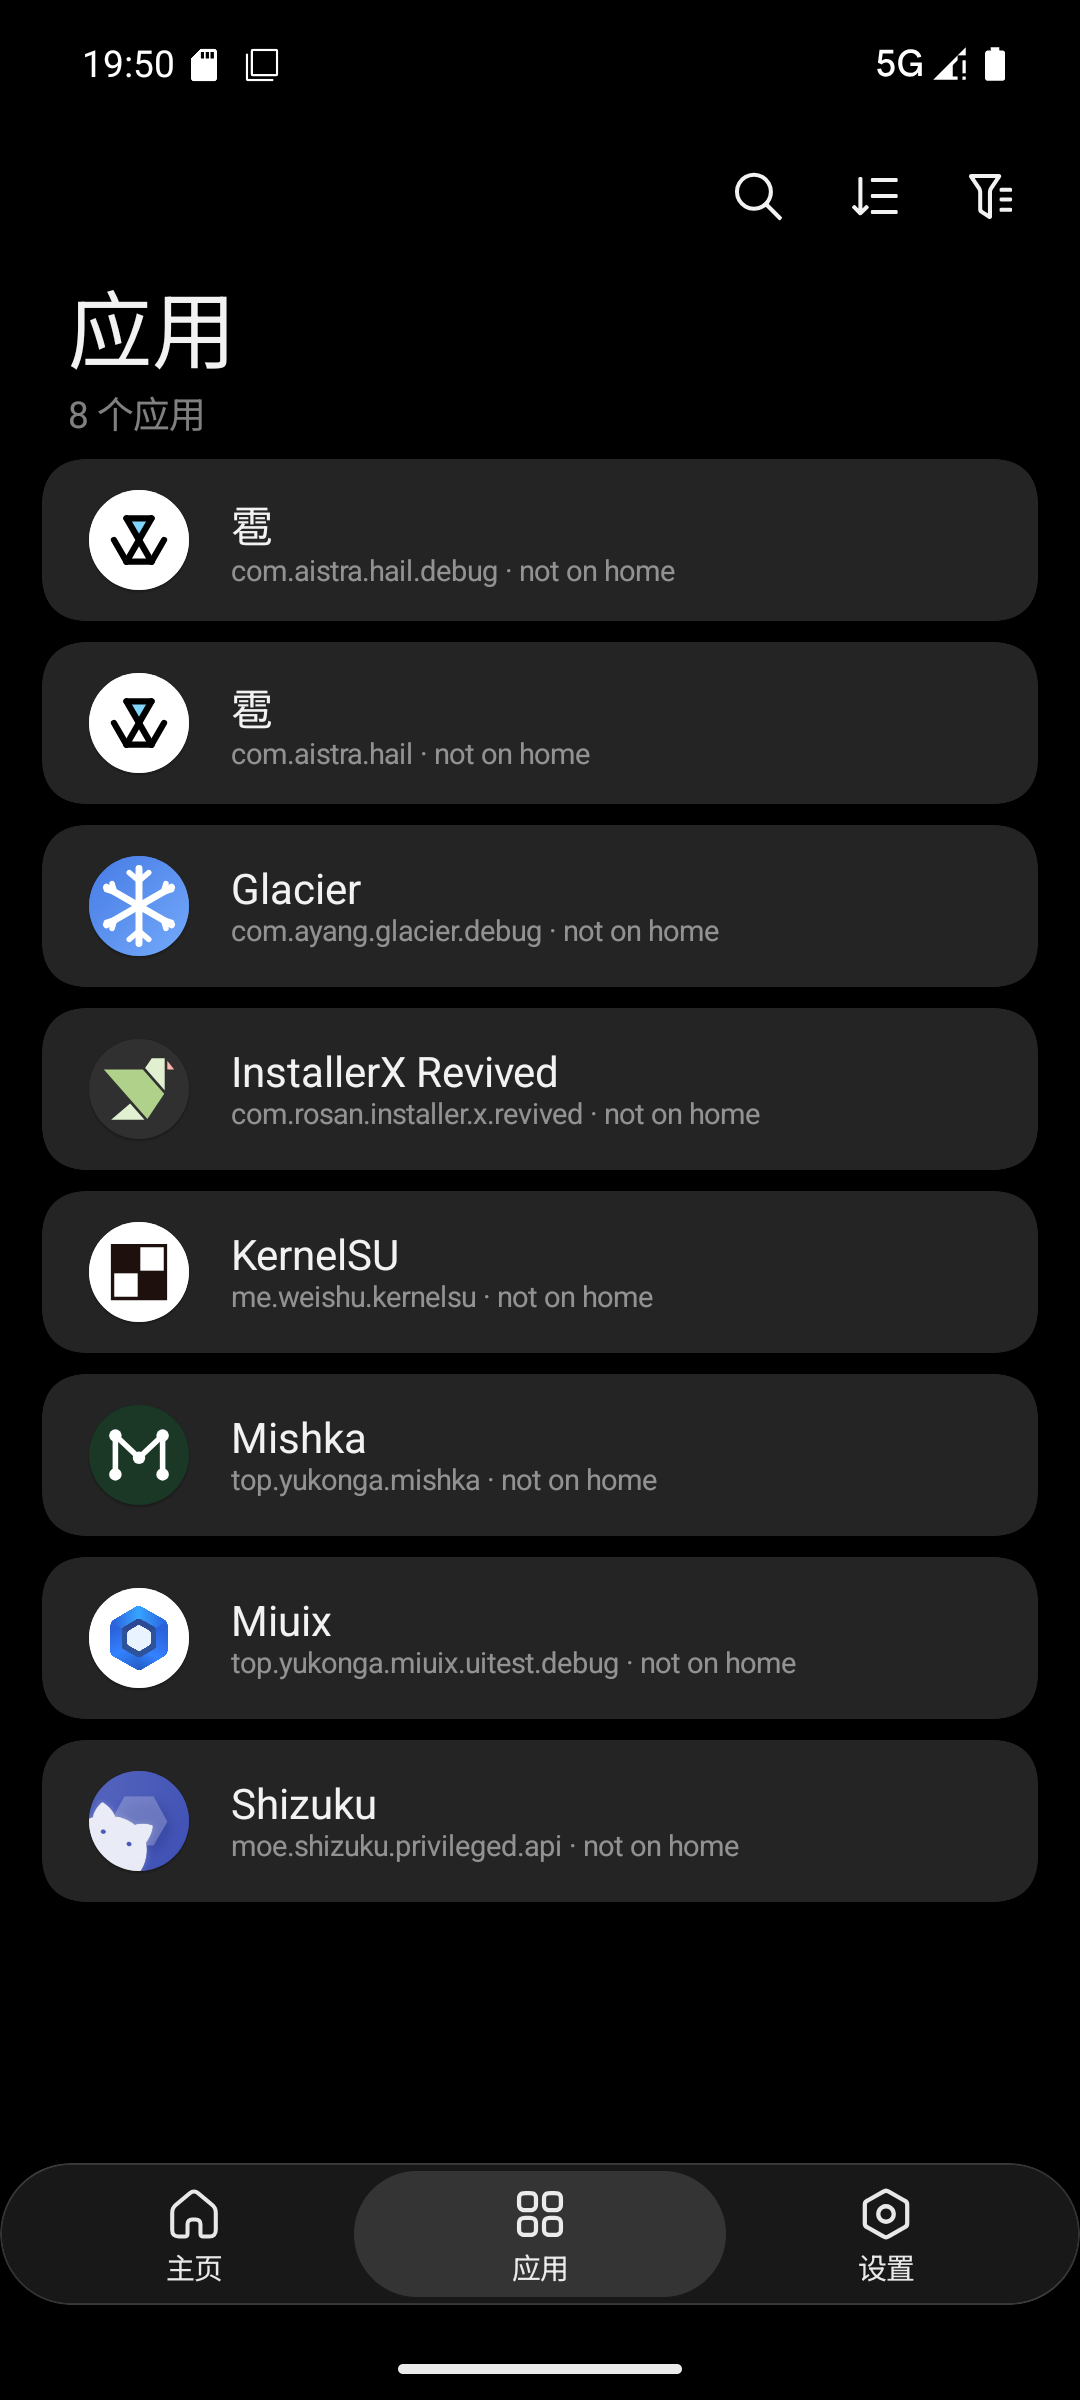 19:50
5G
应用
8 个应用
雹
com.aistra.hail.debug · not on home
雹
com.aistra.hail · not on home
Glacier
com.ayang.glacier.debug · not on home
InstallerX Revived
com.rosan.installer.x.revived · not on home
KernelSU
me.weishu.kernelsu · not on home
Mishka
top.yukonga.mishka · not on home
Miuix
top.yukonga.miuix.uitest.debug · not on home
Shizuku
moe.shizuku.privileged.api · not on home
主页
应用
设置